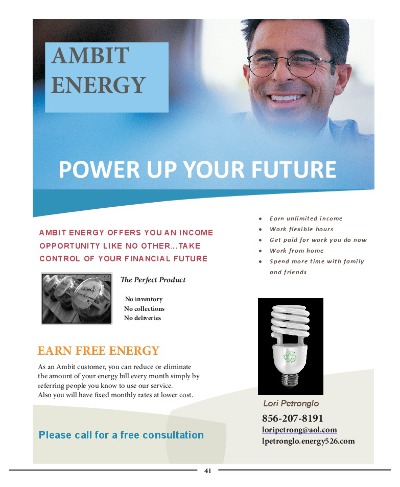 AMBIT
ENERGY
POWER UP YOUR FUTURE
AMBIT ENERGY OFFERS YOU AN INCOME
OPPORTUNITY LIKE NO OTHER...TAKE
CONTROL OF YOUR FINANCIAL FUTURE
• Earn unlimited income
• Work flexible hours
• Get paid for work you do now
• Work from home
• Spend more time with family
and friends
The Perfect Product
No inventory
No collections
No deliveries
EARN FREE ENERGY
As an Ambit customer, you can reduce or eliminate
the amount of your energy bill every month simply by
referring people you know to use our service.
Also you will have fixed monthly rates at lower cost.
Lori Petronglo
856-207-8191
loripetrong@aol.com
lpetronglo.energy526.com
Please call for a free consultation
41